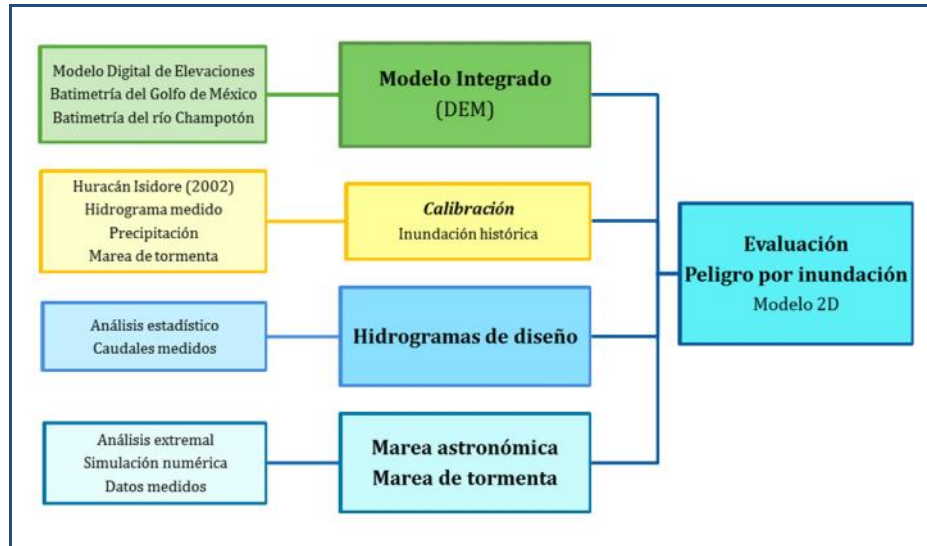 Modelo Digital de Elevaciones
Batimetría del Golfo de México
Batimetría del río Champotón
Modelo Integrado
(DEM)
Huracán Isidore (2002)
Hidrograma medido
Precipitación
Marea de tormenta
Calibración
Inundación histórica
Evaluación
Peligro por inundación
Modelo 2D
Análisis estadístico
Caudales medidos
Hidrogramas de diseño
Análisis extremal
Simulación numérica
Datos medidos
Marea astronómica
Marea de tormenta